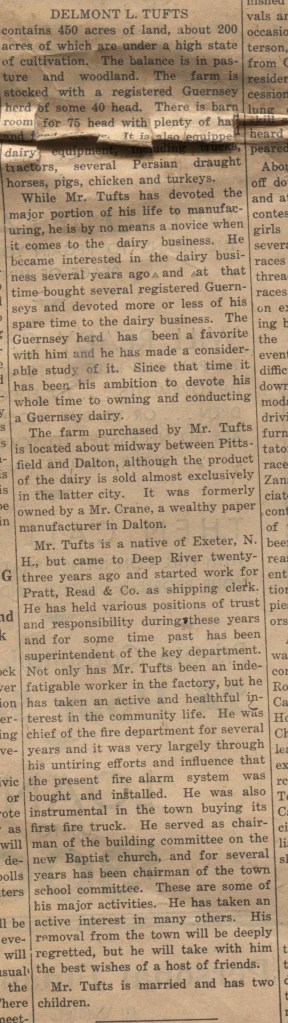 DELMONT L. TUFTS
contains 450 acres of land, about 200
acres of which are under a high state
of cultivation. The balance is in pas-
ture and woodland. The farm is
stocked with a registered Guernsey
herd of some 40 head. There is barn
room for 75 head with plenty of
It is also equipped
dairy equipment, trucks,
tractors, several Persian draught
horses, pigs, chicken and turkeys.
While Mr. Tufts has devoted the
major portion of his life to manufac-
turing, he is by no means a novice when
it comes to the dairy business. He
became interested in the dairy busi-
ness several years ago and at that
time bought several registered Guern-
seys and devoted more or less of his
spare time to the dairy business. The
Guernsey herd has been a favorite
with him and he has made a consider-
able study of it. Since that time it
has been his ambition to devote his
whole time to owning and conducting
a Guernsey dairy.
The farm purchased by Mr. Tufts
is located about midway between Pitts-
field and Dalton, although the product
of the dairy is sold almost exclusively
in the latter city. It was formerly
owned by a Mr. Crane, a wealthy paper
manufacturer in Dalton.
Mr. Tufts is a native of Exeter, N.
H., but came to Deep River twenty-
three years ago and started work for
Pratt, Read & Co. as shipping clerk.
He has held various positions of trust
and responsibility during these years
and for some time past has been
superintendent of the key department.
Not only has Mr. Tufts been an inde-
fatigable worker in the factory, but he
has taken an active and healthful in-
terest in the community life. He was
chief of the fire department for several
years and it was very largely through
his untiring efforts and influence that
the present fire alarm system was
bought and installed. He was also
instrumental in the town buying its
first fire truck. He served as chair-
man of the building committee on the
new Baptist church, and for several
years has been chairman of the town
school committee. These are some of
his major activities. He has taken an
active interest in many others. His
removal from the town will be deeply
regretted, but he will take with him
the best wishes of a host of friends.
Mr. Tufts is married and has two
children.